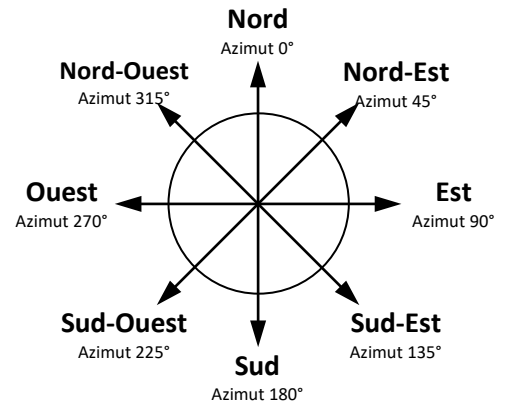 Nord
Azimut 0°
Nord-Ouest
Azimut 315°
Nord-Est
Azimut 45°
Ouest
Azimut 270°
Est
Azimut 90°
Sud-Ouest
Azimut 225°
Sud-Est
Azimut 135°
Sud
Azimut 180°